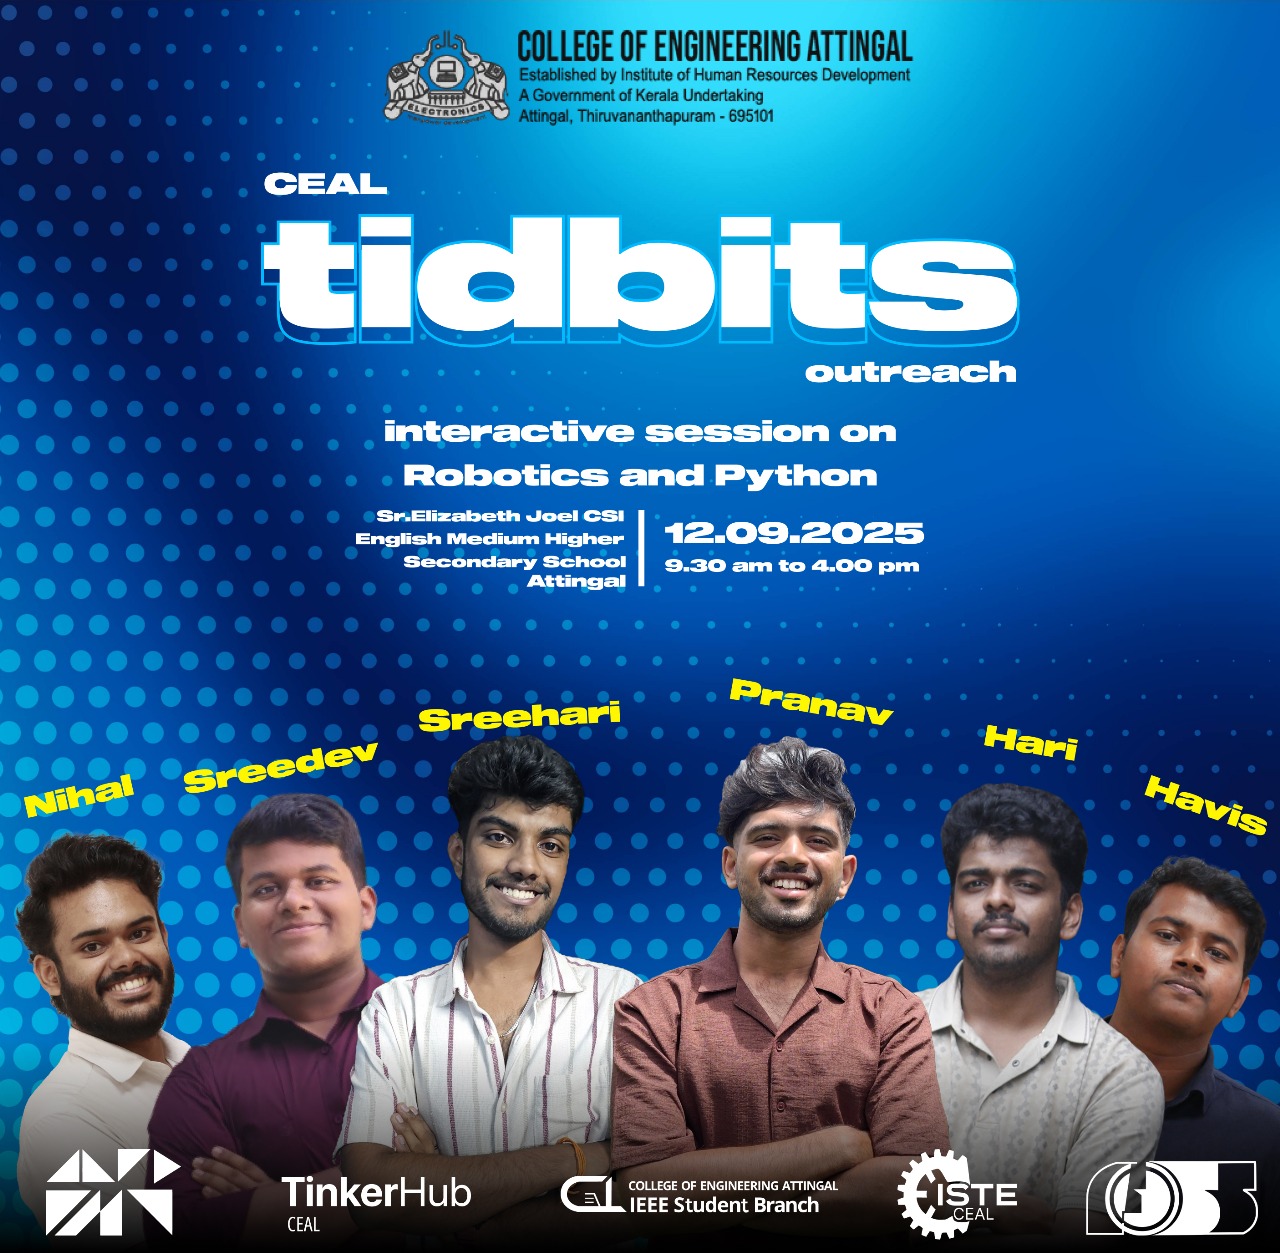 COLLEGE OF ENGINEERING ATTINGAL
Established by Institute of Human Resources Development
A Government of Kerala Undertaking
Attingal, Thiruvananthapuram - 695101
ELECTRONICS
CEAL
tidbits
outreach
interactive session on
Robotics and Python
Sr.Elizabeth Joel CSI
English Medium Higher
Secondary School
Attingal
12.09.2025
9.30 am to 4.00 pm
Nihal
Sreedev
Sreehari
Pranav
Hari
Havis
TinkerHub
CEAL
COLLEGE OF ENGINEERING ATTINGAL
IEEE Student Branch
ISTE
CEAL